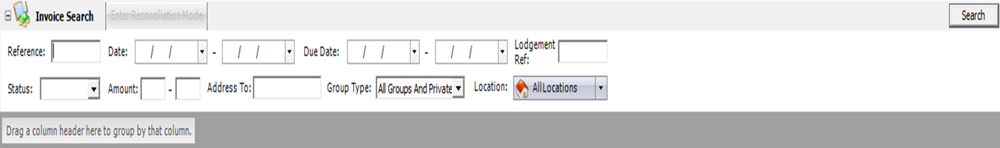 Invoice Search Enter Reconciliation Mode Search
Reference: Date: / / - / / Due Date: / / - / / Lodgement
Ref:
Status: Amount: - Address To: Group Type: All Groups And Private Location: All Locations
Drag a column header here to group by that column.